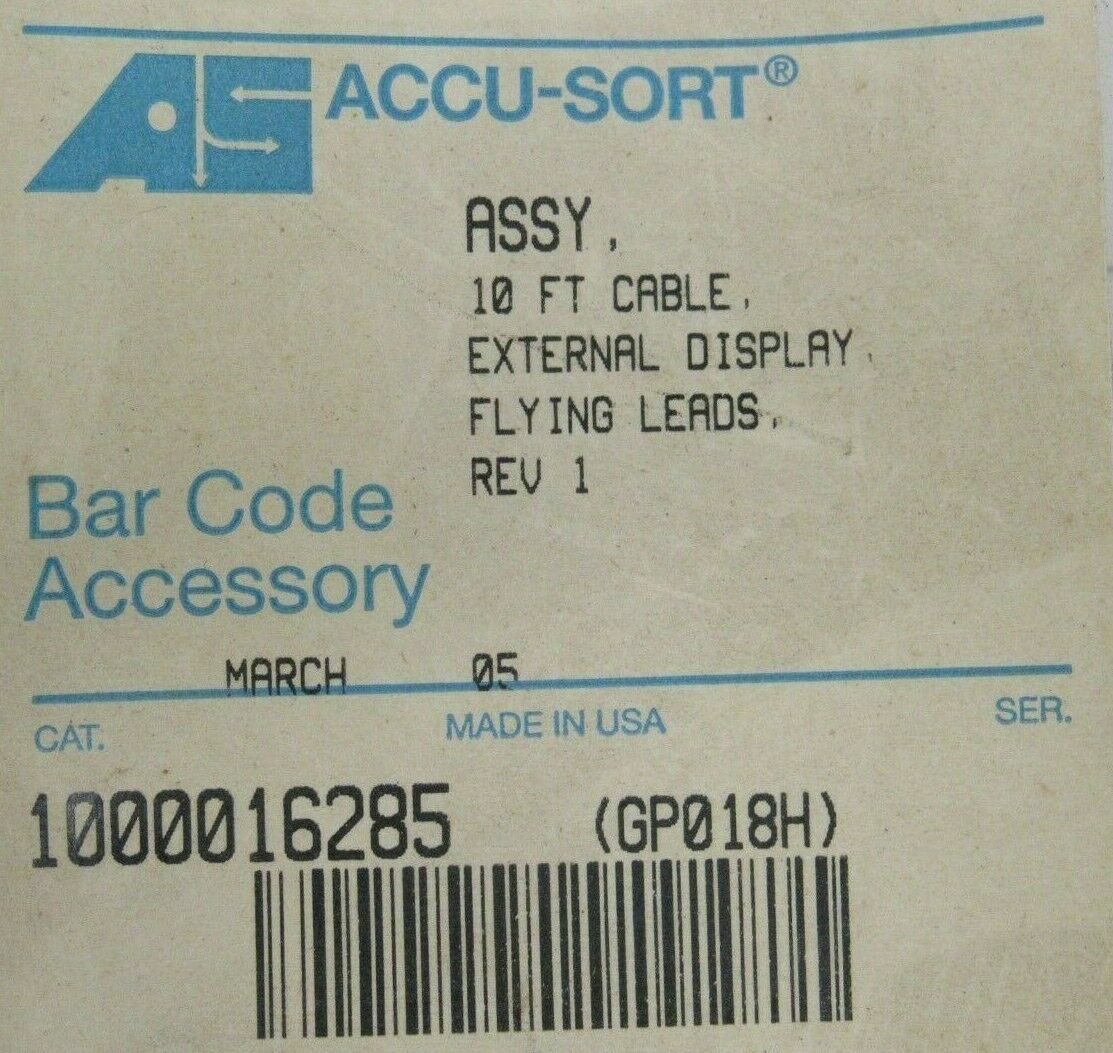 AS ACCU-SORT®
ASSY,
10 FT CABLE,
EXTERNAL DISPLAY,
FLYING LEADS,
REV 1
Bar Code
Accessory
MARCH 05
CAT. MADE IN USA SER.
1000016285 (GP018H)